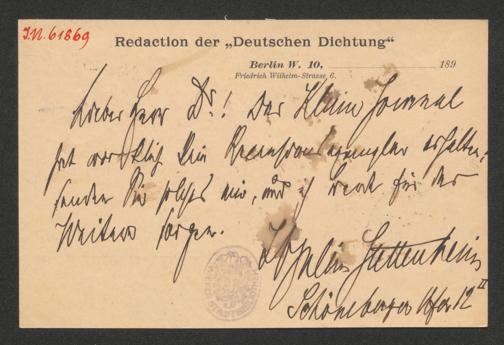 J.N. 61869
Redaction der „Deutschen Dichtung“
Berlin W. 10, 189
Friedrich Wilhelm-Strasse 6.
Lieber Herr Dr.! Das Kleine Journal
hat wirklich kein Recensionsexemplar erhalten,
senden Sie solches mir, und ich werde für das
Weitere sorgen.
Julius Stettenheim
Schöneberger Ufer 12 II